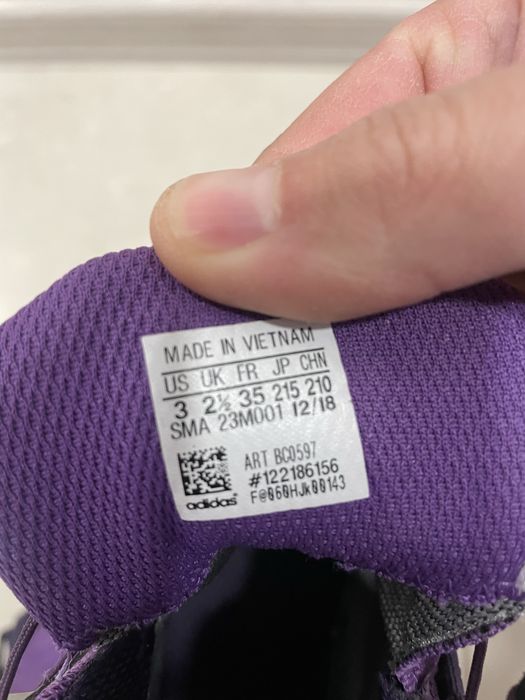 MADE IN VIETNAM
US UK FR JP CHN
3 2½ 35 215 210
SMA 23M001 12/18
ART BC0597
#122186156
F@060HJk00143
adidas